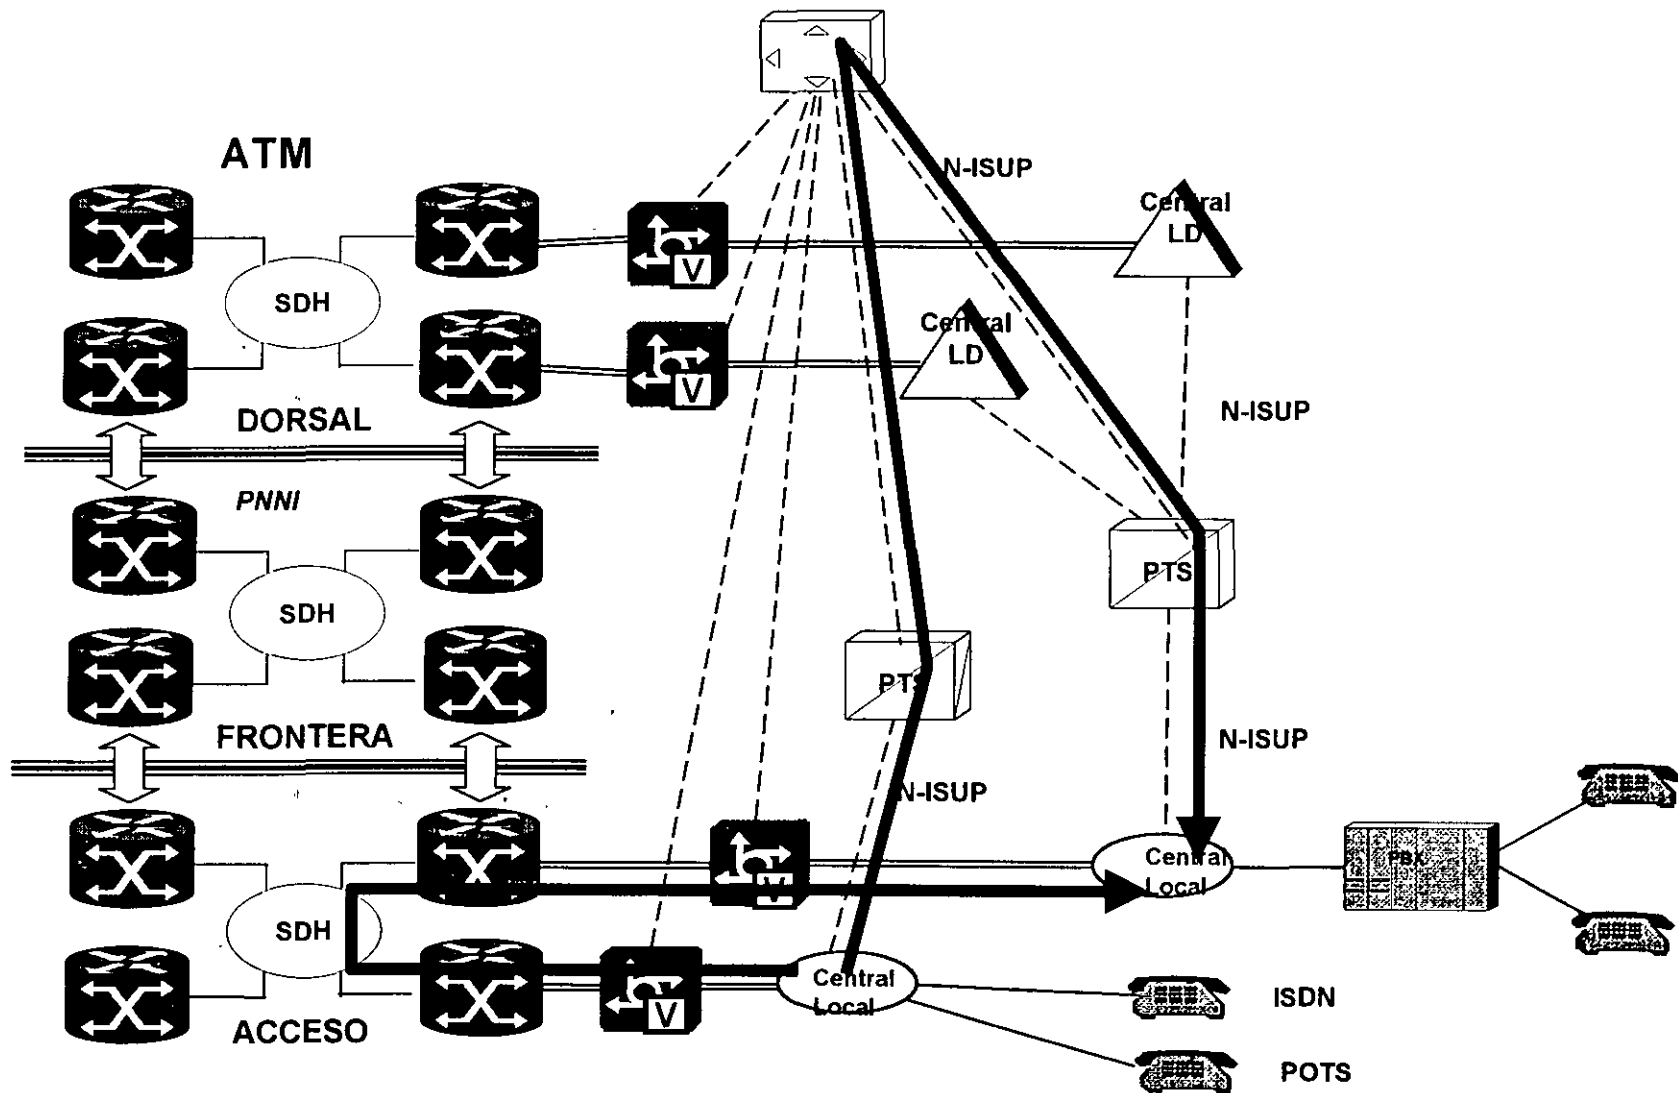 ATM
N-ISUP
Central
LD
V
SDH
Central
LD
V
DORSAL
N-ISUP
PNNI
PTS
SDH
PTS
FRONTERA
N-ISUP
N-ISUP
Central
Local
PBX
V
SDH
Central
Local
V
ISDN
ACCESO
POTS